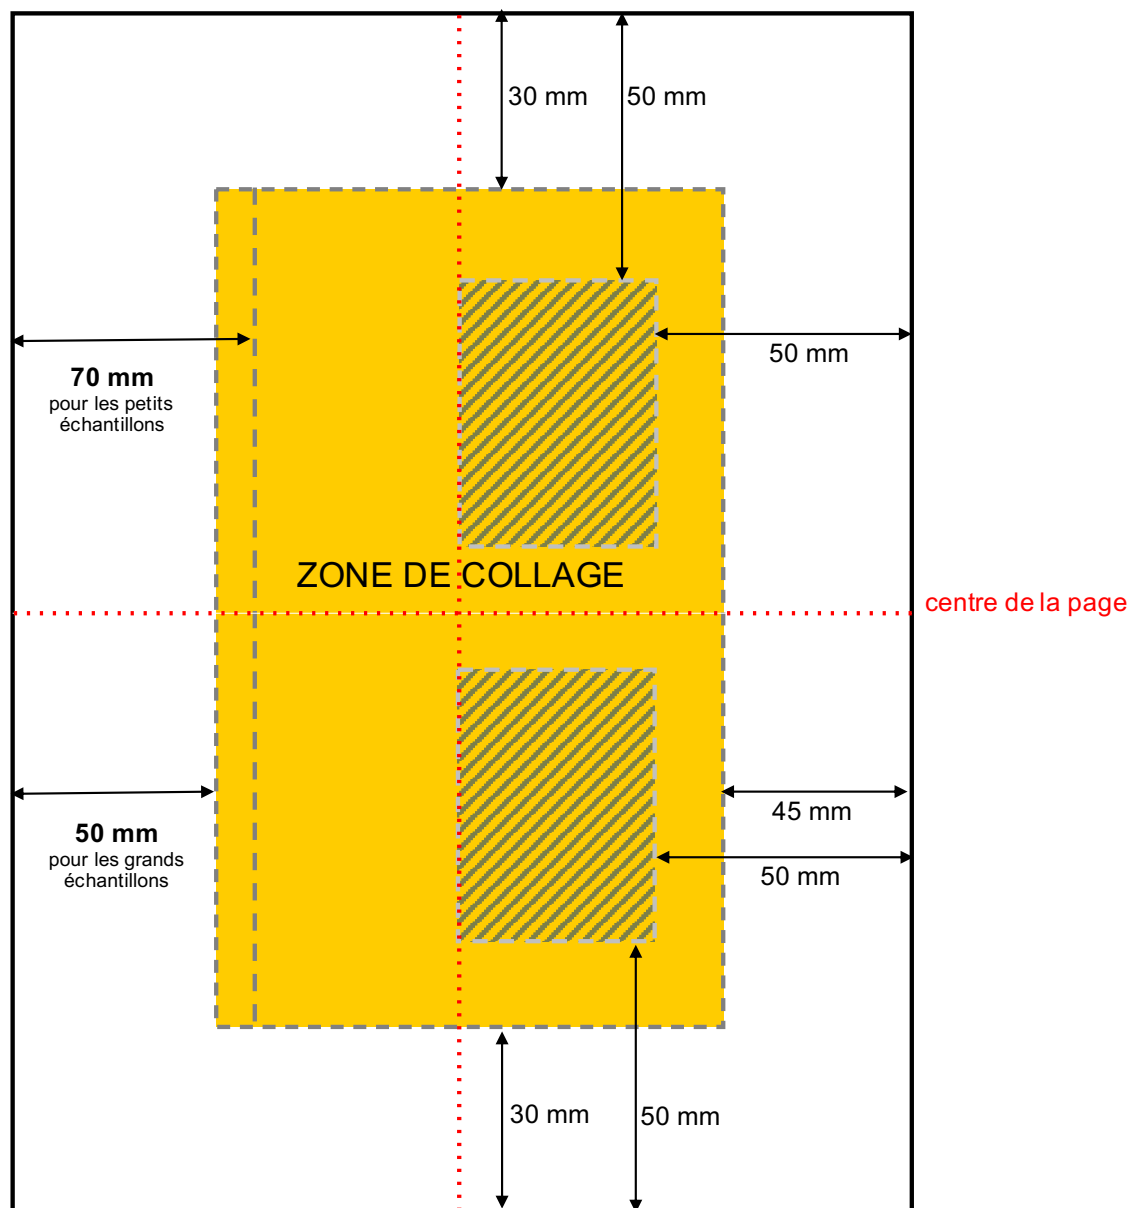 30 mm
50 mm
50 mm
70 mm
pour les petits
échantillons
ZONE DE COLLAGE
centre de la page
50 mm
pour les grands
échantillons
45 mm
50 mm
30 mm
50 mm